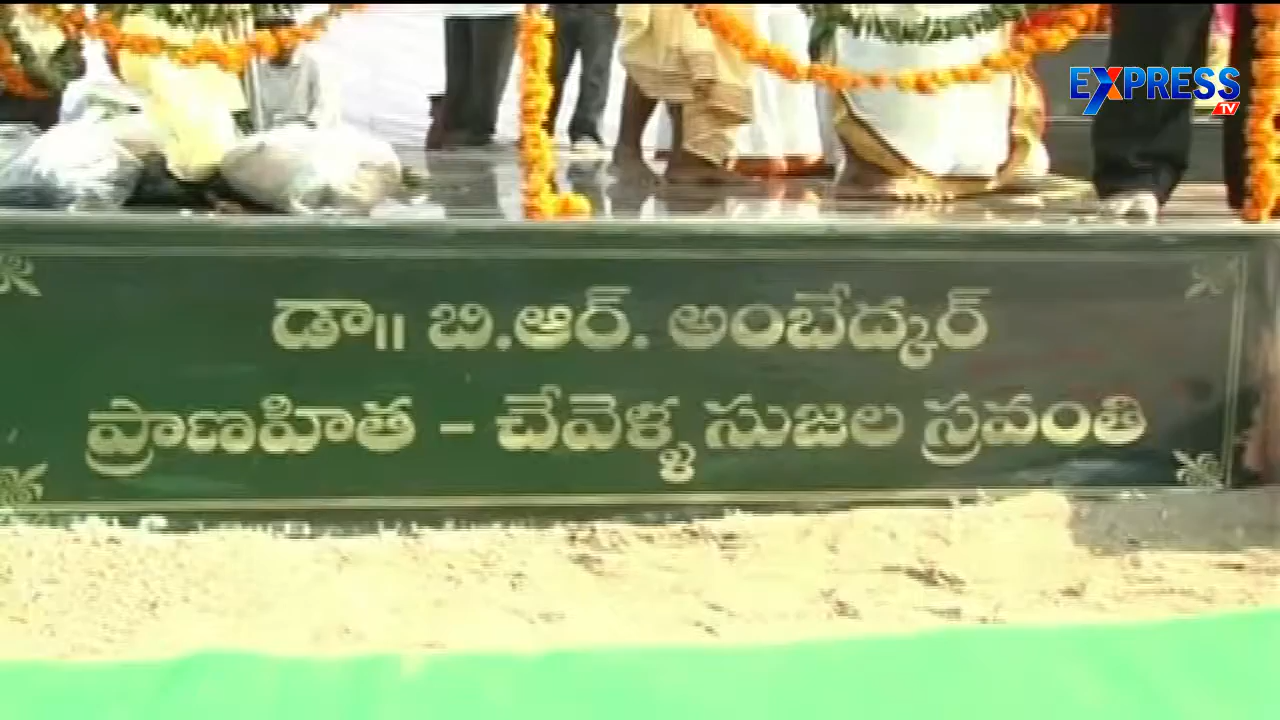 EXPRESS TV
డా|| బి.ఆర్. అంబేద్కర్
ప్రాణహిత - చేవెళ్ళ సుజల స్రవంతి